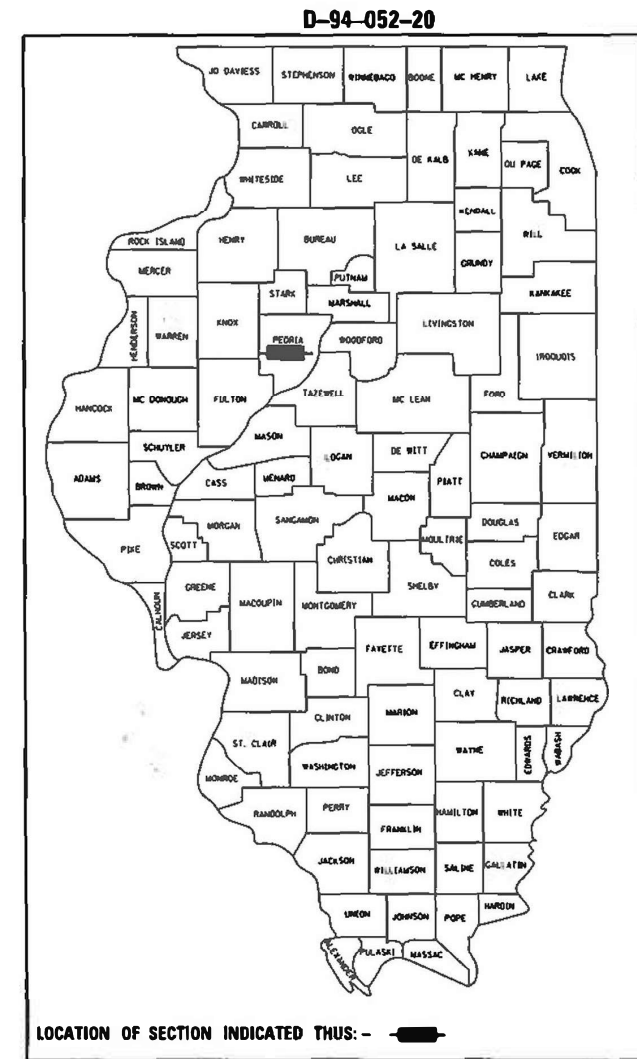 D-94-052-20
JO DAVIESS STEPHENSON WINNEBAGO BOONE MC HENRY LAKE
CARROLL OGLE DE KALB KANE DU PAGE COOK
WHITESIDE LEE
KENDALL WILL
ROCK ISLAND HENRY BUREAU LA SALLE GRUNDY
MERCER PUTNAM
STARK MARSHALL KANKAKEE
HENDERSON WARREN KNOX PEORIA WOODFORD LIVINGSTON IROQUOIS
HANCOCK MC DONOUGH FULTON TAZEWELL MC LEAN FORD
SCHUYLER MASON LOGAN DE WITT CHAMPAIGN VERMILION
ADAMS BROWN CASS MENARD MACON PIATT
PIKE SCOTT MORGAN SANGAMON CHRISTIAN MOULTRIE DOUGLAS EDGAR
COLES
CALHOUN GREENE MACOUPIN MONTGOMERY SHELBY CUMBERLAND CLARK
JERSEY FAYETTE EFFINGHAM JASPER CRAWFORD
MADISON BOND CLAY RICHLAND LAWRENCE
CLINTON MARION
ST. CLAIR WASHINGTON JEFFERSON WAYNE EDWARDS WABASH
MONROE
RANDOLPH PERRY FRANKLIN HAMILTON WHITE
JACKSON WILLIAMSON SALINE GALLATIN
UNION JOHNSON POPE HARDIN
ALEXANDER PULASKI MASSAC
LOCATION OF SECTION INDICATED THUS: -